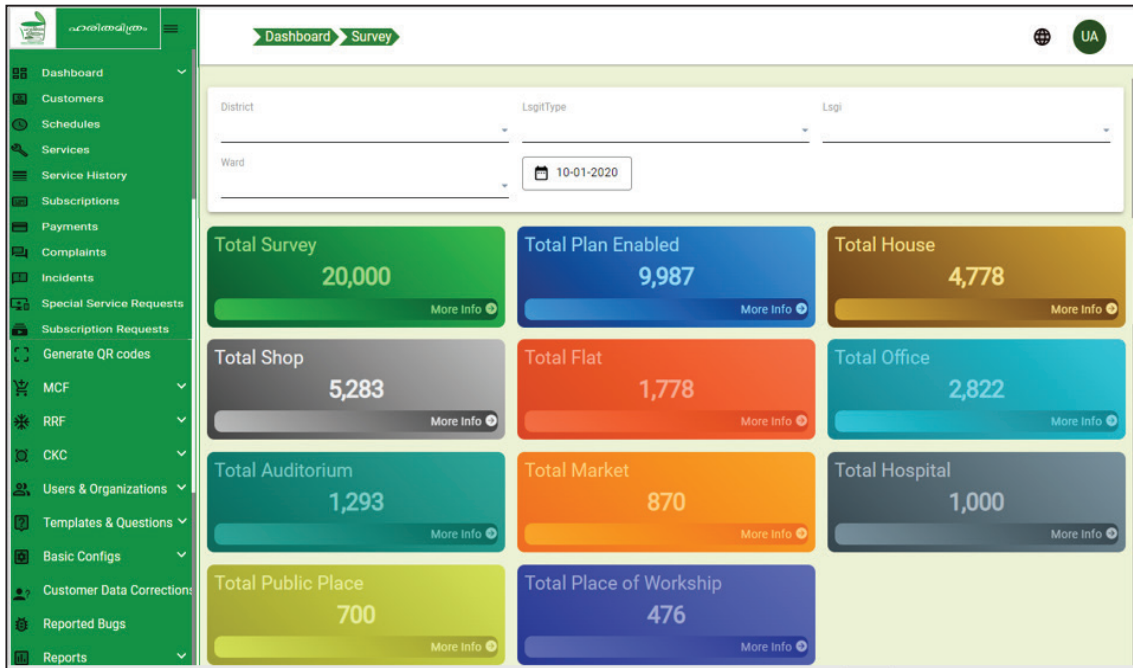 ഹരിതമിത്രം
Dashboard Survey
UA
Dashboard
Customers
Schedules
Services
Service History
Subscriptions
Payments
Complaints
Incidents
Special Service Requests
Subscription Requests
Generate QR codes
MCF
RRF
CKC
Users & Organizations
Templates & Questions
Basic Configs
Customer Data Corrections
Reported Bugs
Reports
District LsgitType Lsgi
Ward 10-01-2020
Total Survey Total Plan Enabled Total House
20,000 9,987 4,778
More Info More Info More Info
Total Shop Total Flat Total Office
5,283 1,778 2,822
More Info More Info More Info
Total Auditorium Total Market Total Hospital
1,293 870 1,000
More Info More Info More Info
Total Public Place Total Place of Workship
700 476
More Info More Info